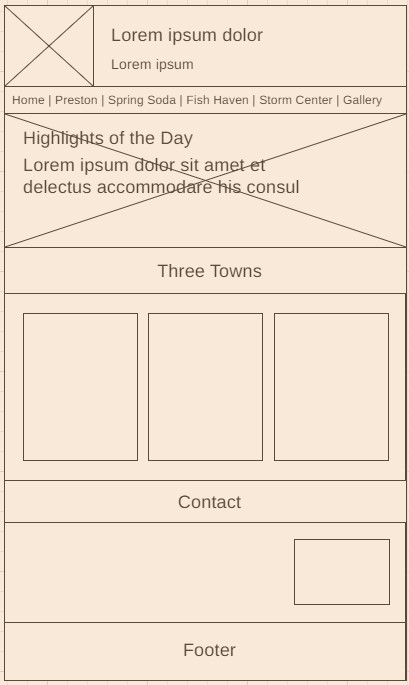 Lorem ipsum dolor
Lorem ipsum
Home | Preston | Spring Soda | Fish Haven | Storm Center | Gallery
Highlights of the Day
Lorem ipsum dolor sit amet et
delectus accommodare his consul
Three Towns
Contact
Footer